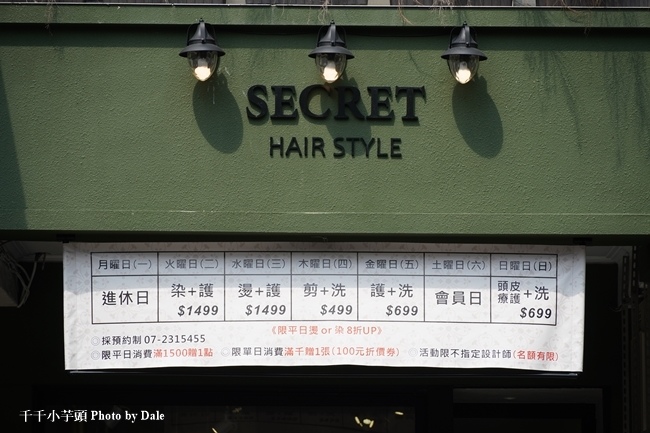 SECRET
HAIR STYLE
月曜日(一) 火曜日(二) 水曜日(三) 木曜日(四) 金曜日(五) 土曜日(六) 日曜日(日)
進休日 染+護 $1499 燙+護 $1499 剪+洗 $499 護+洗 $699 會員日 頭皮療護+洗 $699
《限平日燙 or 染 8折UP》
◎採預約制 07-2315455
◎限平日消費滿1500贈1點 ◎限單日消費滿千贈1張(100元折價券) ◎活動限不指定設計師(名額有限)
千千小芋頭 Photo by Dale